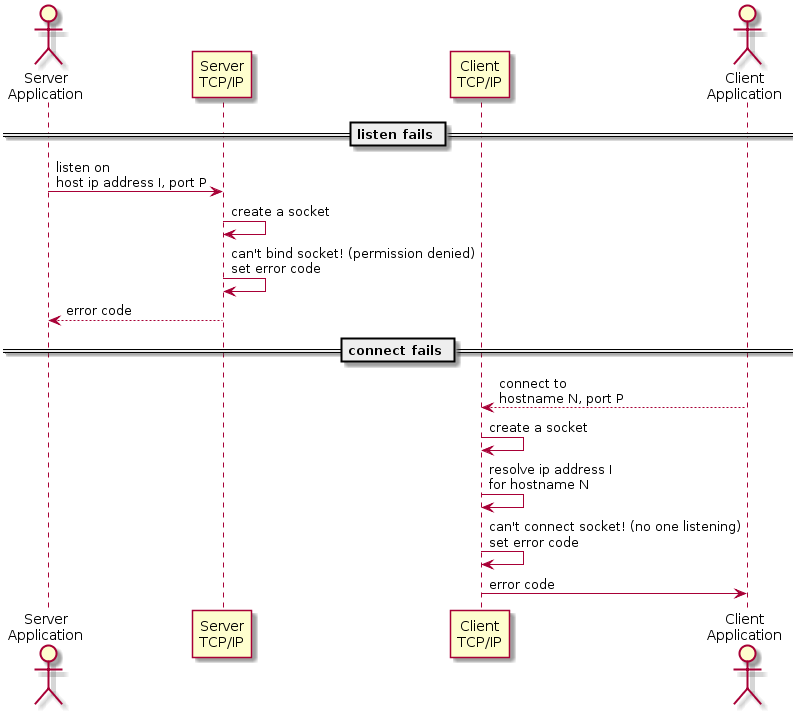 Server
Application
Server
TCP/IP
Client
TCP/IP
Client
Application
listen fails
listen on
host ip address I, port P
create a socket
can't bind socket! (permission denied)
set error code
error code
connect fails
connect to
hostname N, port P
create a socket
resolve ip address I
for hostname N
can't connect socket! (no one listening)
set error code
error code
Server
Application
Server
TCP/IP
Client
TCP/IP
Client
Application